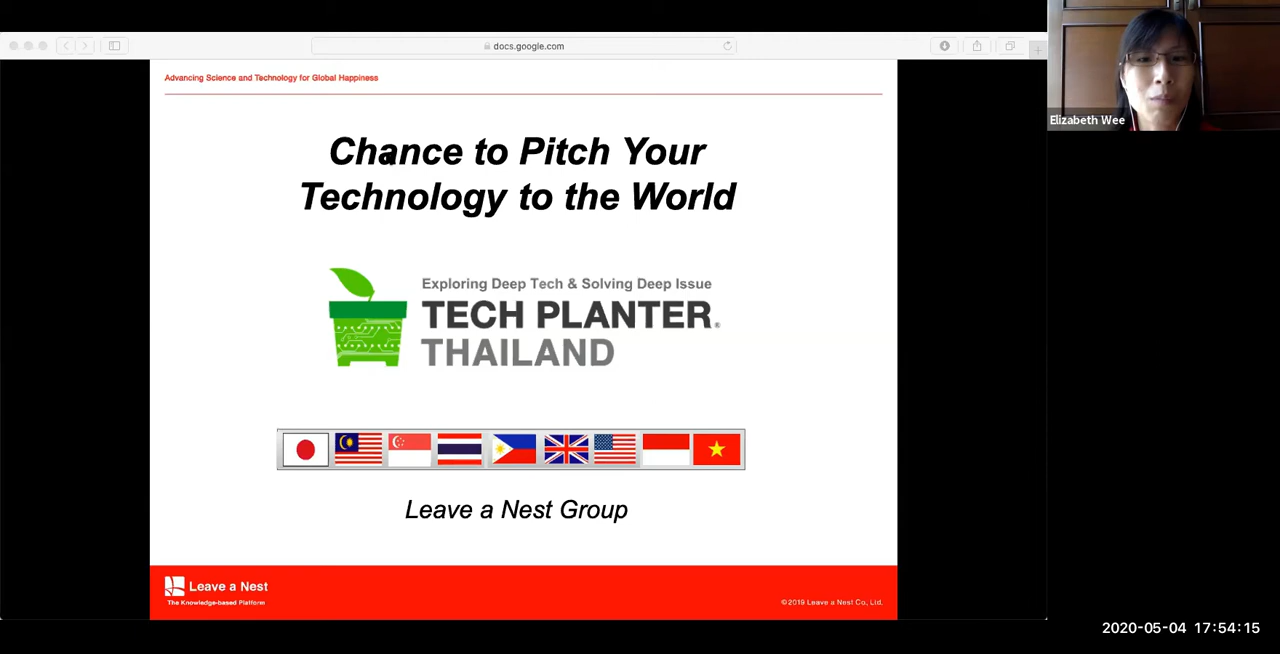 docs.google.com
Elizabeth Wee
Advancing Science and Technology for Global Happiness
Chance to Pitch Your
Technology to the World
Exploring Deep Tech & Solving Deep Issue
TECH PLANTER®
THAILAND
Leave a Nest Group
Leave a Nest
The Knowledge-based Platform
©2019 Leave a Nest Co., Ltd.
2020-05-04 17:54:15